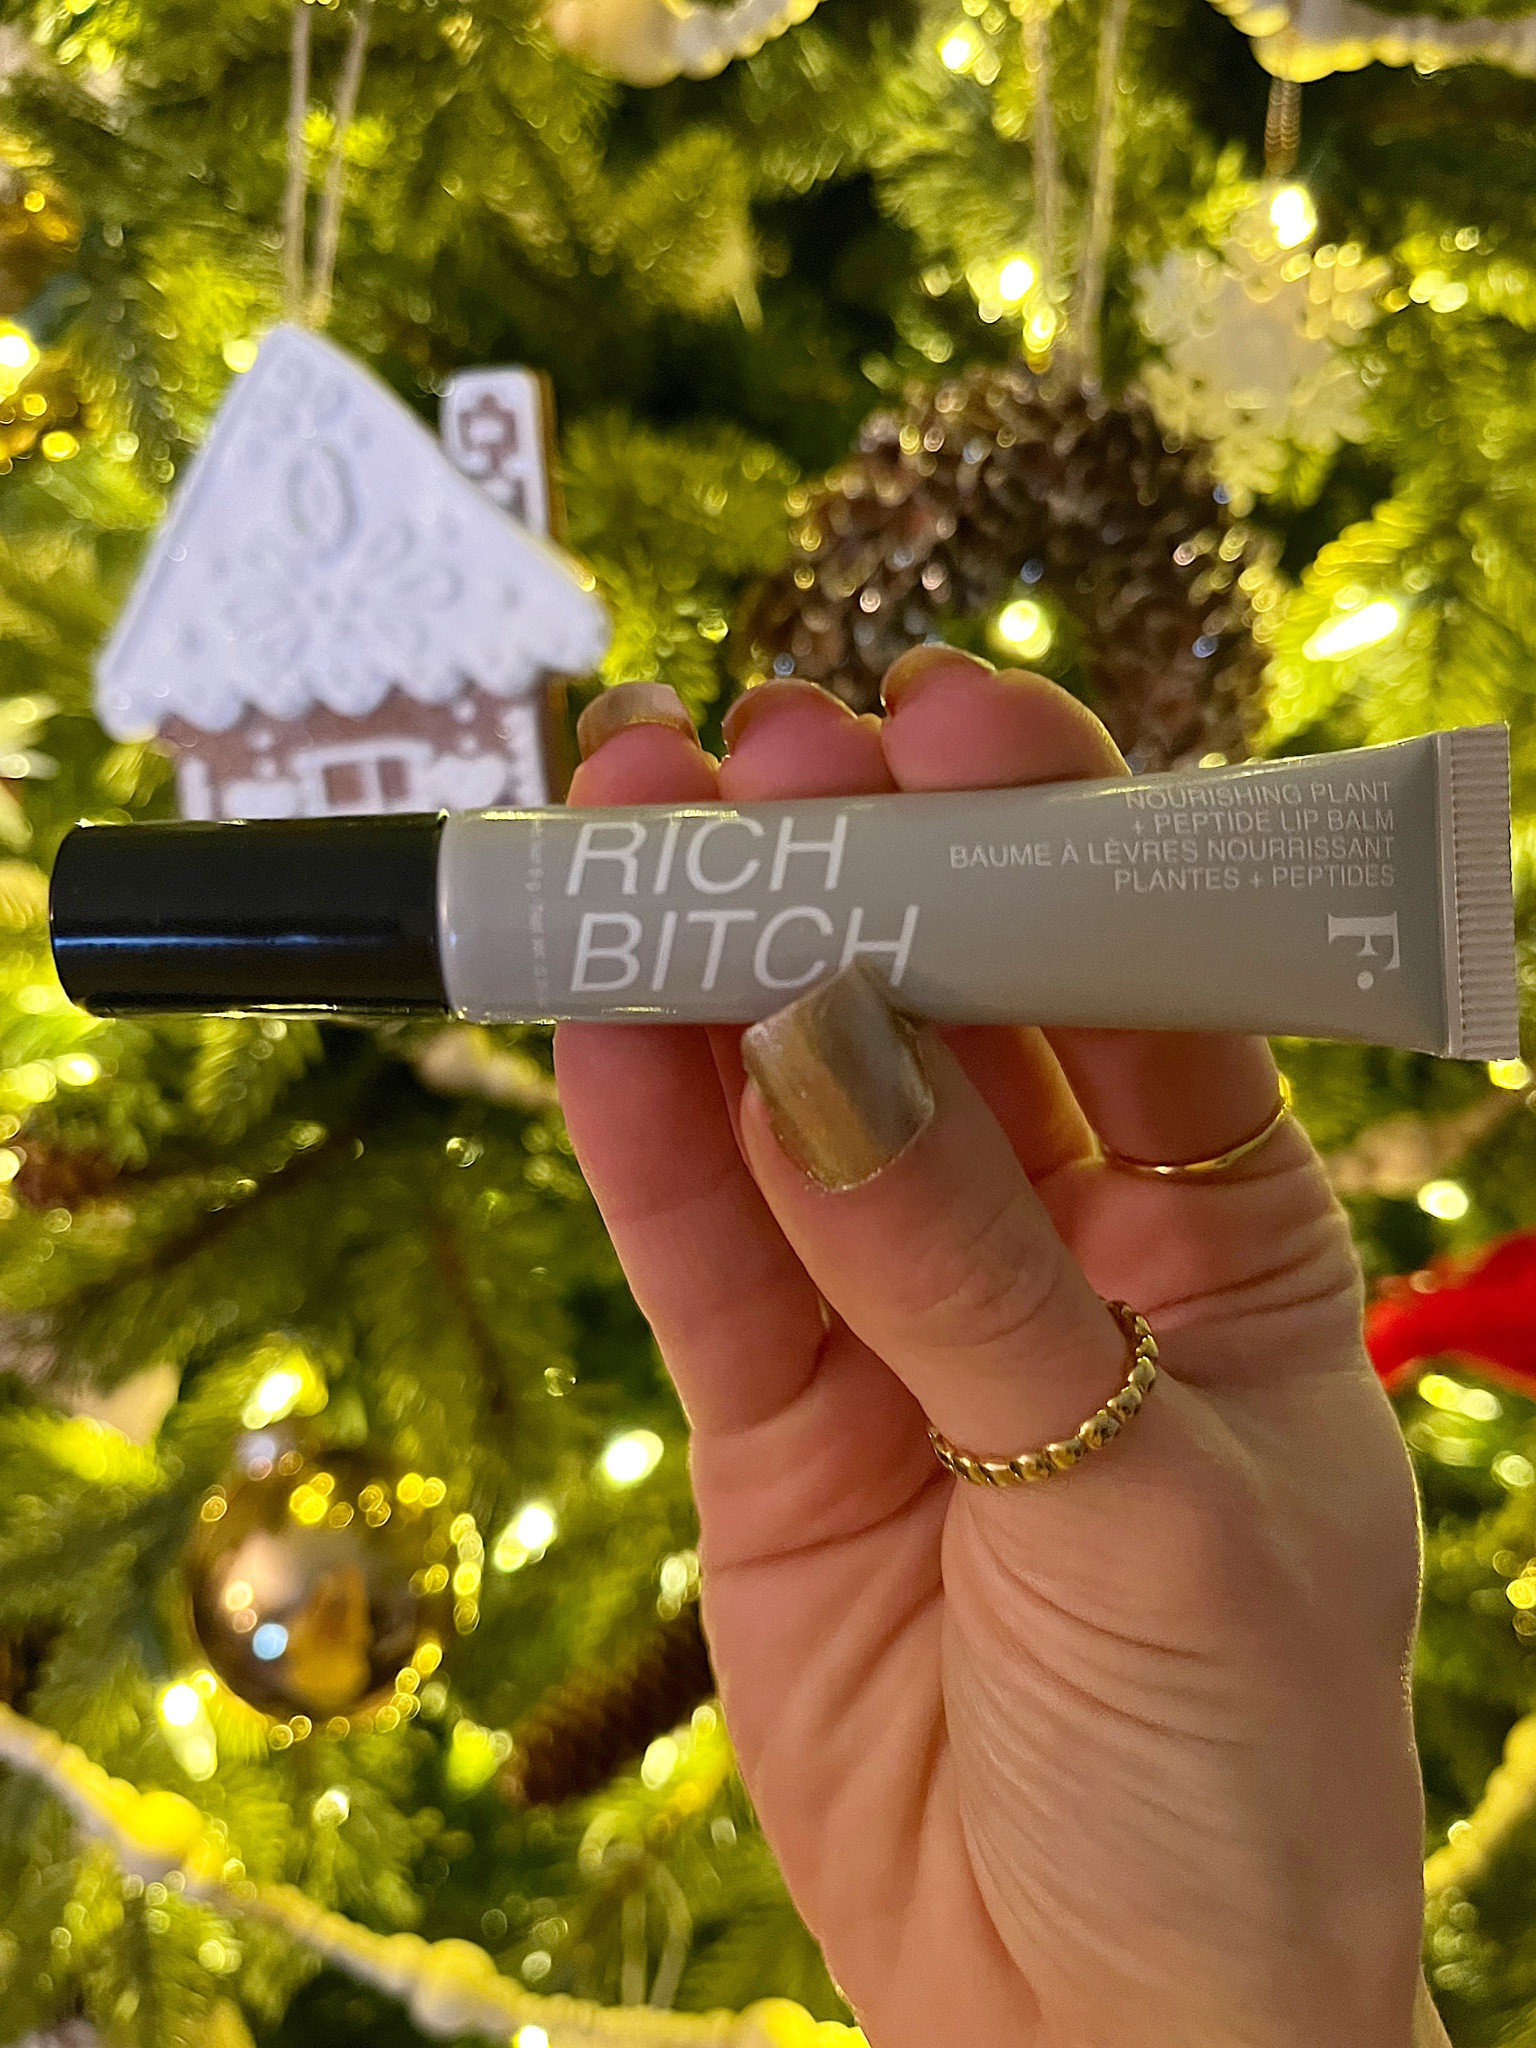 RICH
BITCH
NOURISHING PLANT
+ PEPTIDE LIP BALM
BAUME À LÈVRES NOURRISSANT
PLANTES + PEPTIDES
F.